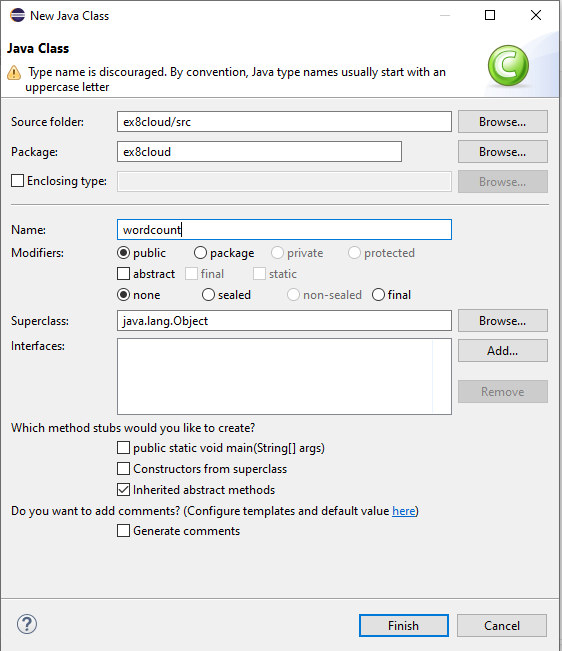 New Java Class
Java Class
Type name is discouraged. By convention, Java type names usually start with an
uppercase letter
C
Source folder: ex8cloud/src Browse...
Package: ex8cloud Browse...
Enclosing type: Browse...
Name: wordcount
Modifiers: public package private protected
abstract final static
none sealed non-sealed final
Superclass: java.lang.Object Browse...
Interfaces: Add...
Remove
Which method stubs would you like to create?
public static void main(String[] args)
Constructors from superclass
Inherited abstract methods
Do you want to add comments? (Configure templates and default value here)
Generate comments
? Finish Cancel